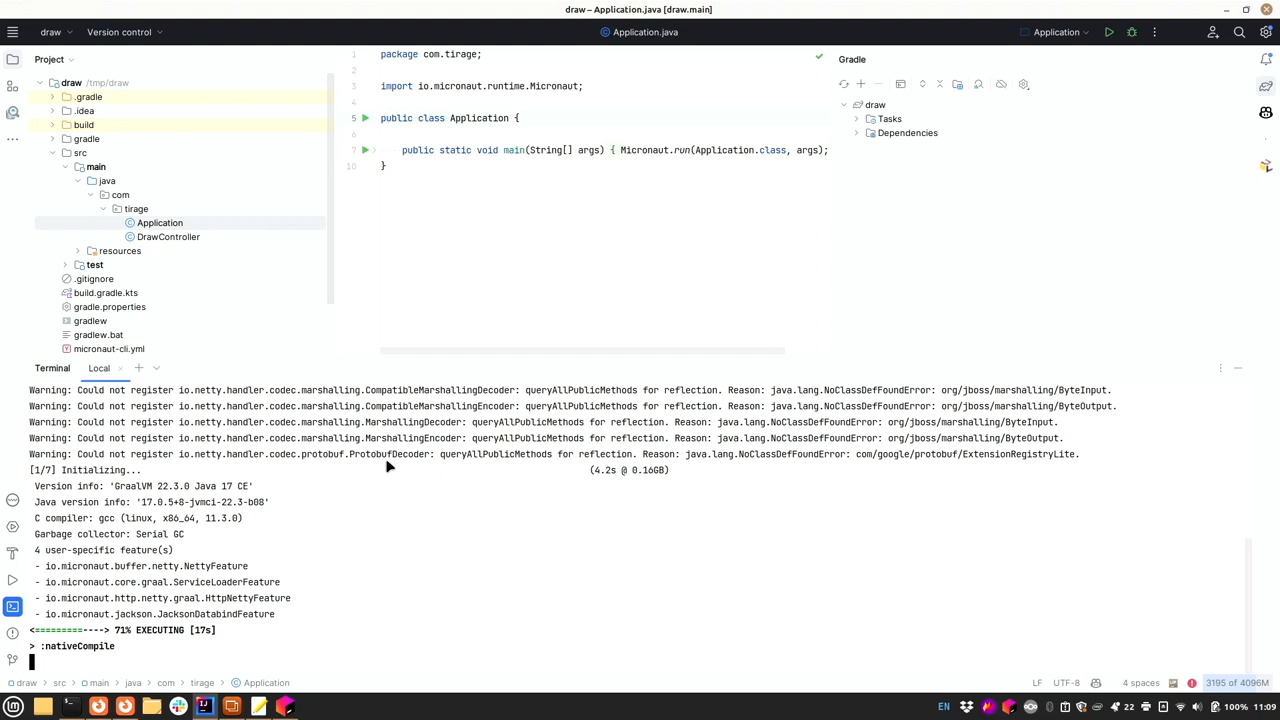 draw – Application.java [draw.main]
draw
Version control
Application.java
Application
Project
draw /tmp/draw
.gradle
.idea
build
gradle
src
main
java
com
tirage
Application
DrawController
resources
test
.gitignore
build.gradle.kts
gradle.properties
gradlew
gradlew.bat
micronaut-cli.yml
1 package com.tirage;
2
3 import io.micronaut.runtime.Micronaut;
4
5 public class Application {
6
7 public static void main(String[] args) { Micronaut.run(Application.class, args);
10 }
Gradle
draw
Tasks
Dependencies
Terminal
Local
Warning: Could not register io.netty.handler.codec.marshalling.CompatibleMarshallingDecoder: queryAllPublicMethods for reflection. Reason: java.lang.NoClassDefFoundError: org/jboss/marshalling/ByteInput.
Warning: Could not register io.netty.handler.codec.marshalling.CompatibleMarshallingEncoder: queryAllPublicMethods for reflection. Reason: java.lang.NoClassDefFoundError: org/jboss/marshalling/ByteOutput.
Warning: Could not register io.netty.handler.codec.marshalling.MarshallingDecoder: queryAllPublicMethods for reflection. Reason: java.lang.NoClassDefFoundError: org/jboss/marshalling/ByteInput.
Warning: Could not register io.netty.handler.codec.marshalling.MarshallingEncoder: queryAllPublicMethods for reflection. Reason: java.lang.NoClassDefFoundError: org/jboss/marshalling/ByteOutput.
Warning: Could not register io.netty.handler.codec.protobuf.ProtobufDecoder: queryAllPublicMethods for reflection. Reason: java.lang.NoClassDefFoundError: com/google/protobuf/ExtensionRegistryLite.
[1/7] Initializing... (4.2s @ 0.16GB)
Version info: 'GraalVM 22.3.0 Java 17 CE'
Java version info: '17.0.5+8-jvmci-22.3-b08'
C compiler: gcc (linux, x86_64, 11.3.0)
Garbage collector: Serial GC
4 user-specific feature(s)
- io.micronaut.buffer.netty.NettyFeature
- io.micronaut.core.graal.ServiceLoaderFeature
- io.micronaut.http.netty.graal.HttpNettyFeature
- io.micronaut.jackson.JacksonDatabindFeature
<=========----> 71% EXECUTING [17s]
> :nativeCompile
draw > src > main > java > com > tirage > Application
LF UTF-8 4 spaces 3195 of 4096M
EN 22 100% 11:09